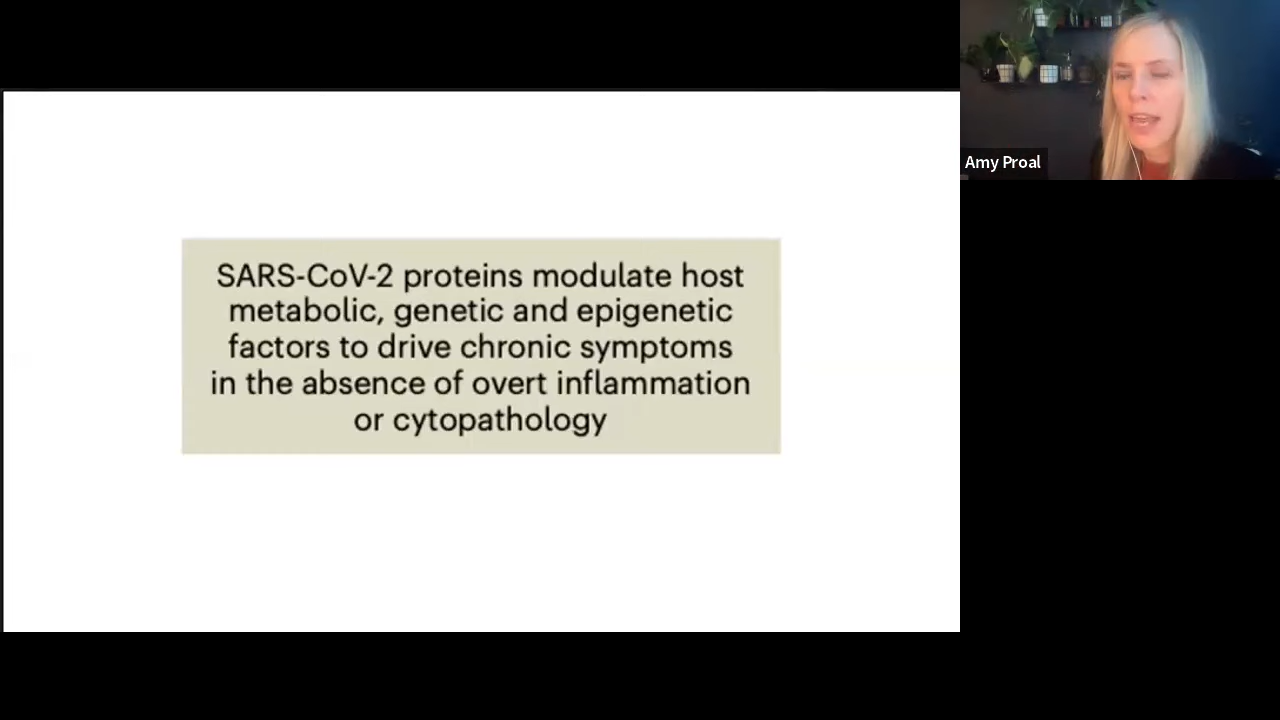 SARS-CoV-2 proteins modulate host
metabolic, genetic and epigenetic
factors to drive chronic symptoms
in the absence of overt inflammation
or cytopathology
Amy Proal